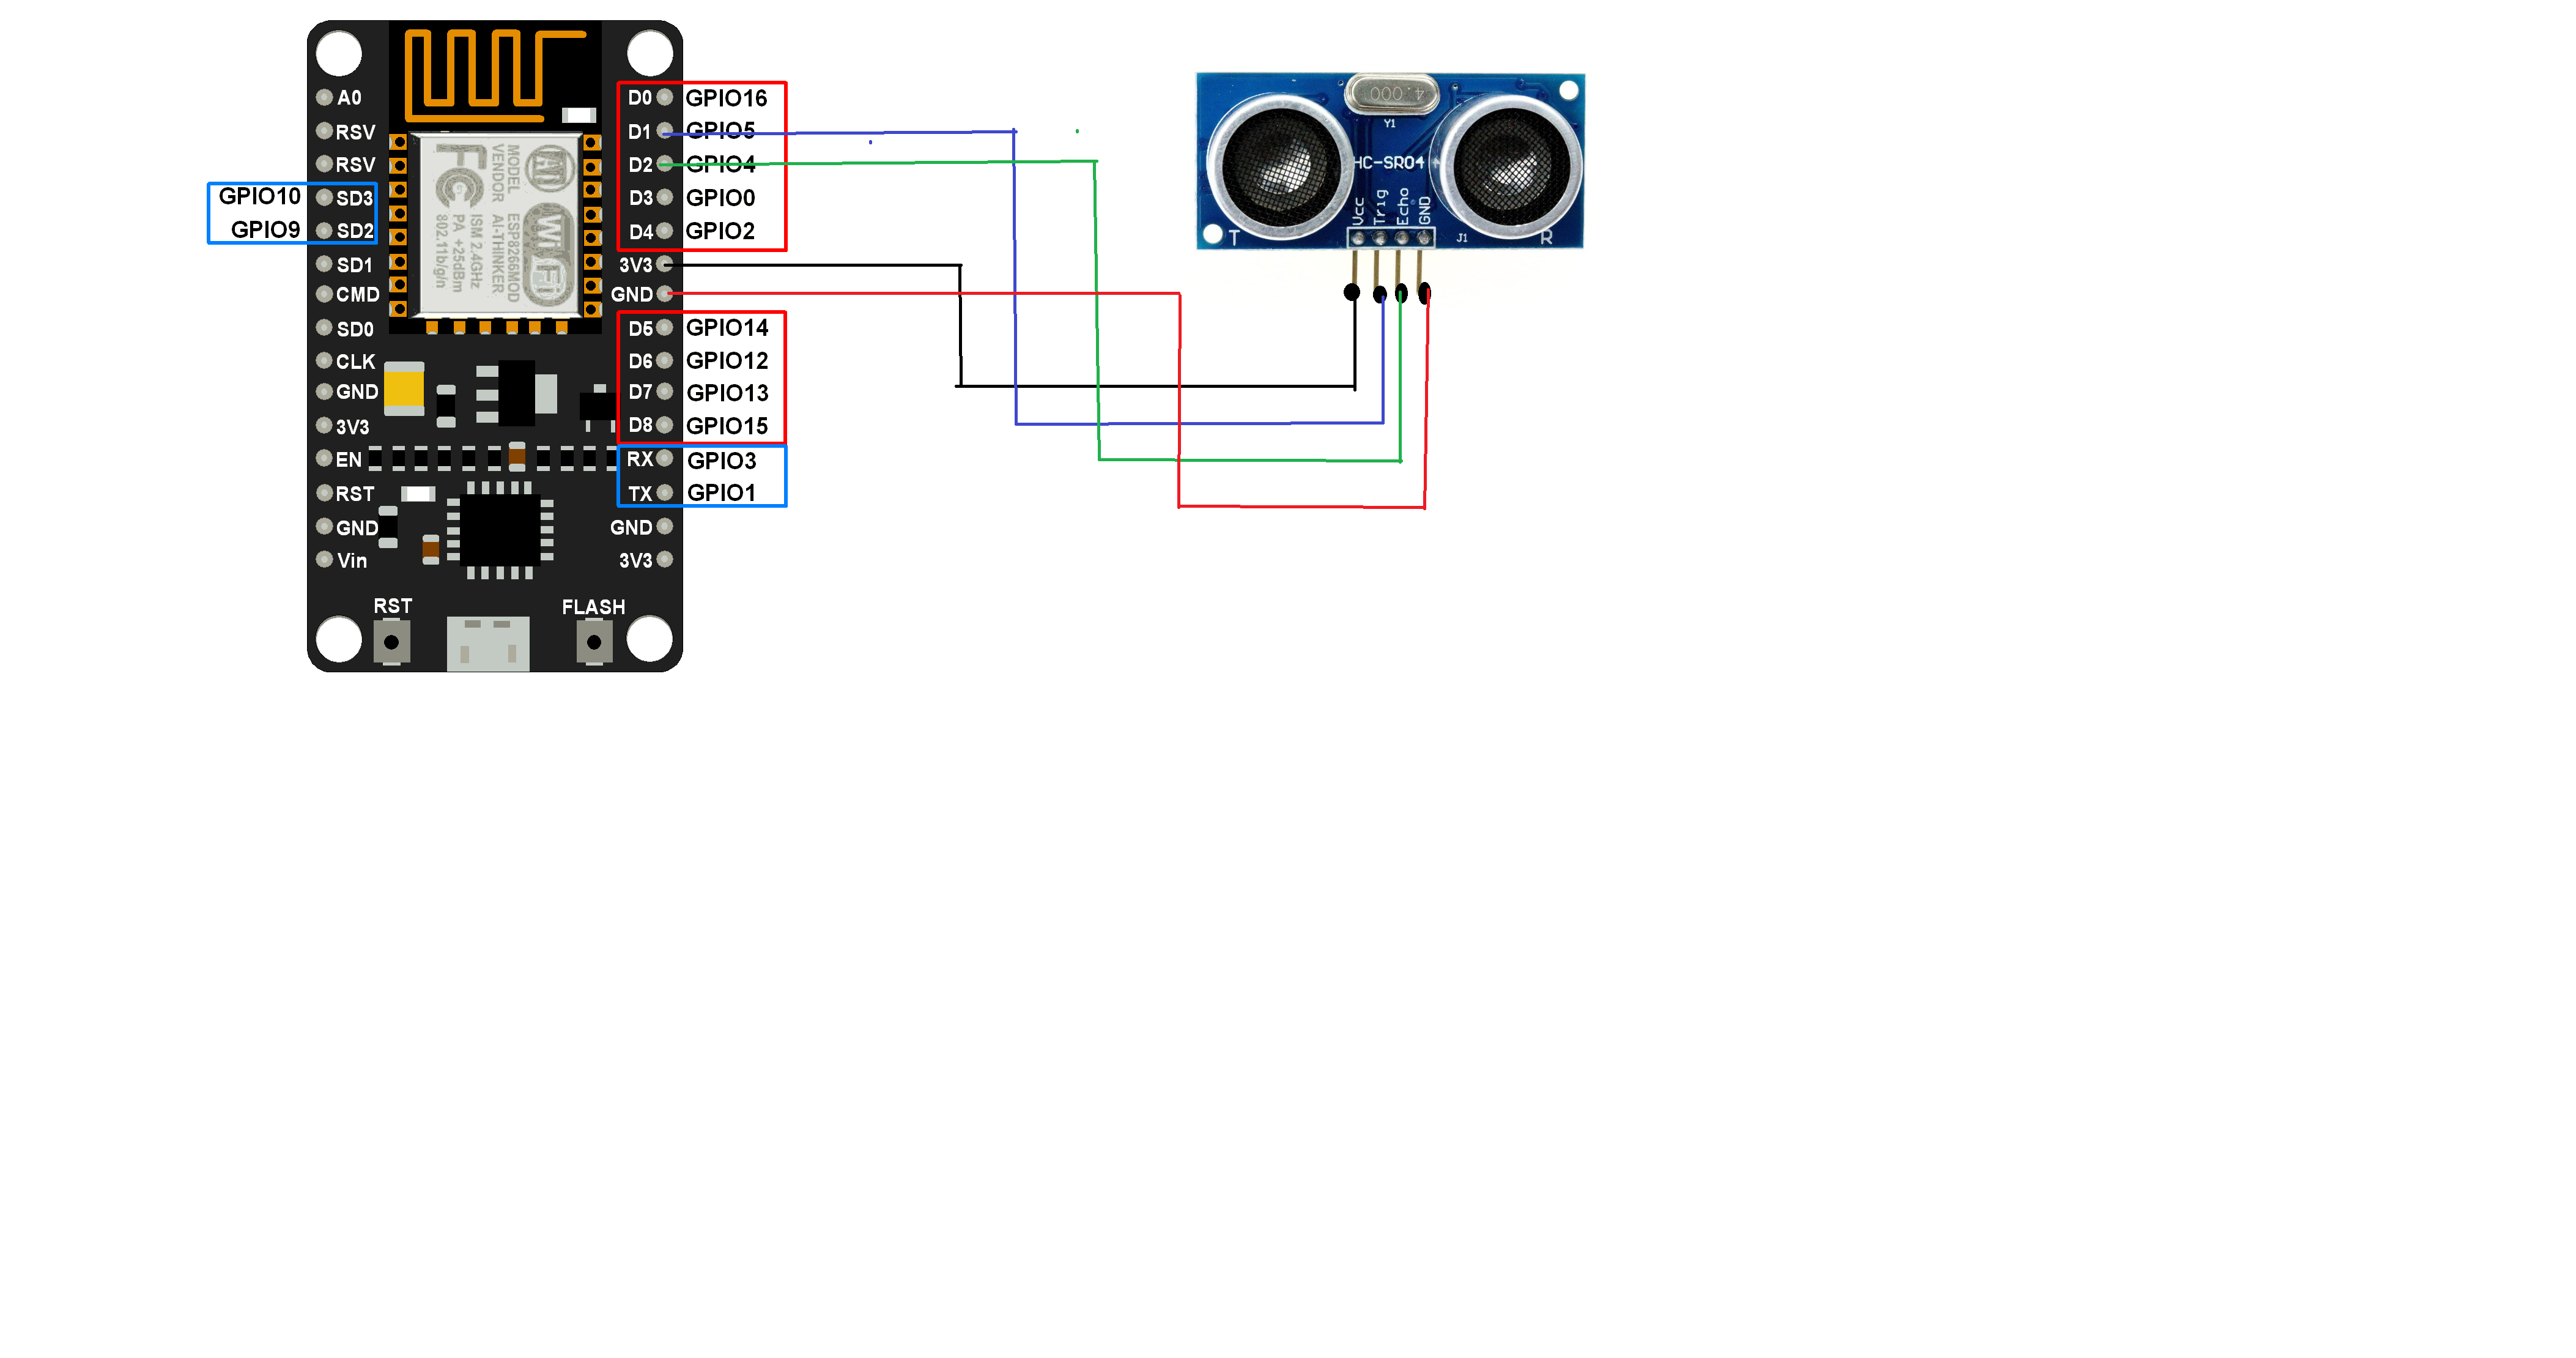 A0
RSV
RSV
GPIO10 SD3
GPIO9 SD2
SD1
CMD
SD0
CLK
GND
3V3
EN
RST
GND
Vin
MODEL ESP8266MOD
VENDOR AI-THINKER
ISM 2.4GHz
PA +25dBm
802.11b/g/n
FC
AI
Wi Fi
D0 GPIO16
D1 GPIO5
D2 GPIO4
D3 GPIO0
D4 GPIO2
3V3
GND
D5 GPIO14
D6 GPIO12
D7 GPIO13
D8 GPIO15
RX GPIO3
TX GPIO1
GND
3V3
RST
FLASH
4.000
Y1
HC-SR04
Vcc
Trig
Echo
GND
T
J1
R